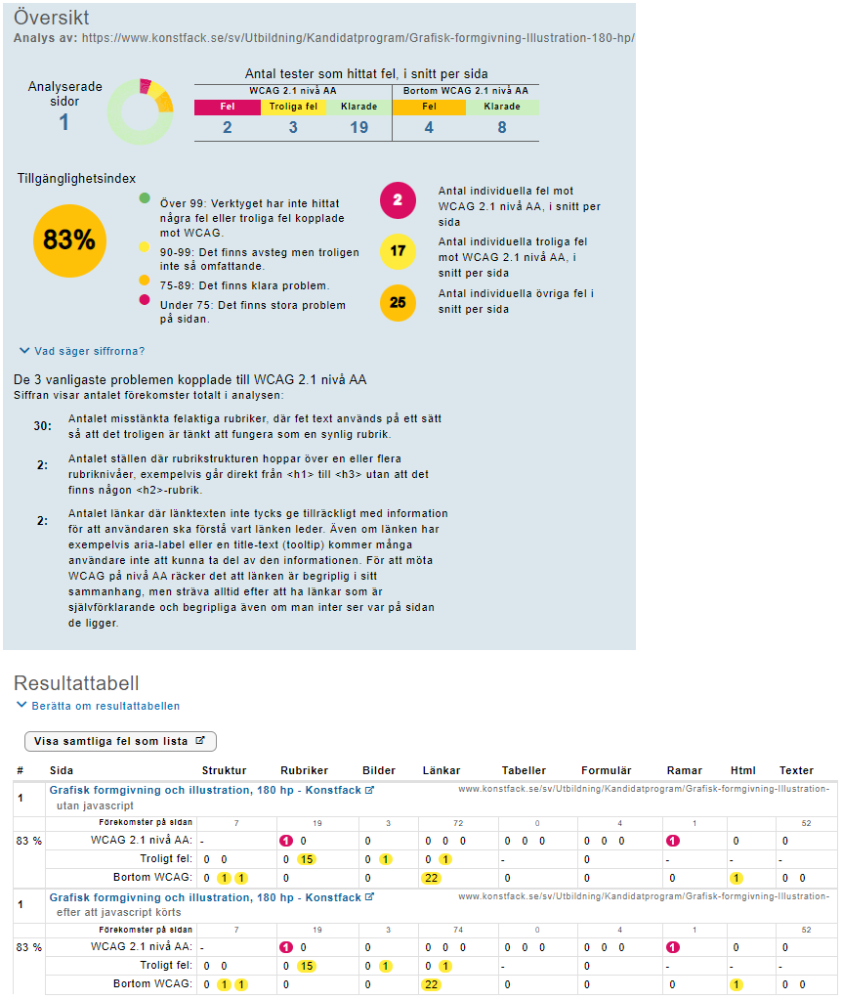 Översikt
Analys av: https://www.konstfack.se/sv/Utbildning/Kandidatprogram/Grafisk-formgivning-Illustration-180-hp/
Analyserade
sidor
1
Antal tester som hittat fel, i snitt per sida
WCAG 2.1 nivå AA Bortom WCAG 2.1 nivå AA
Fel Troliga fel Klarade Fel Klarade
2 3 19 4 8
Tillgänglighetsindex
83%
Över 99: Verktyget har inte hittat
några fel eller troliga fel kopplade
mot WCAG.
90-99: Det finns avsteg men troligen
inte så omfattande.
75-89: Det finns klara problem.
Under 75: Det finns stora problem
på sidan.
2
Antal individuella fel mot
WCAG 2.1 nivå AA, i snitt per
sida
17
Antal individuella troliga fel
mot WCAG 2.1 nivå AA, i
snitt per sida
25
Antal individuella övriga fel i
snitt per sida
Vad säger siffrorna?
De 3 vanligaste problemen kopplade till WCAG 2.1 nivå AA
Siffran visar antalet förekomster totalt i analysen:
30: Antalet misstänkta felaktiga rubriker, där fet text används på ett sätt
så att det troligen är tänkt att fungera som en synlig rubrik.
2: Antalet ställen där rubrikstrukturen hoppar över en eller flera
rubriknivåer, exempelvis går direkt från <h1> till <h3> utan att det
finns någon <h2>-rubrik.
2: Antalet länkar där länktexten inte tycks ge tillräckligt med information
för att användaren ska förstå vart länken leder. Även om länken har
exempelvis aria-label eller en title-text (tooltip) kommer många
användare inte att kunna ta del av den informationen. För att möta
WCAG på nivå AA räcker det att länken är begriplig i sitt
sammanhang, men sträva alltid efter att ha länkar som är
självförklarande och begripliga även om man inter ser var på sidan
de ligger.
Resultattabell
Berätta om resultattabellen
Visa samtliga fel som lista
# Sida Struktur Rubriker Bilder Länkar Tabeller Formulär Ramar Html Texter
1 Grafisk formgivning och illustration, 180 hp - Konstfack www.konstfack.se/sv/Utbildning/Kandidatprogram/Grafisk-formgivning-Illustration-
utan javascript
Förekomster på sidan 7 19 3 72 0 4 1 52
83 % WCAG 2.1 nivå AA: - 1 0 0 0 0 0 0 0 0 0 0 0 1 0 0
Troligt fel: 0 0 0 15 0 1 0 1 - 0 - - -
Bortom WCAG: 0 1 1 0 0 22 0 0 0 1 0 0
1 Grafisk formgivning och illustration, 180 hp - Konstfack www.konstfack.se/sv/Utbildning/Kandidatprogram/Grafisk-formgivning-Illustration-
efter att javascript körts
Förekomster på sidan 7 19 3 74 0 4 1 52
83 % WCAG 2.1 nivå AA: - 1 0 0 0 0 0 0 0 0 0 0 0 1 0 0
Troligt fel: 0 0 0 15 0 1 0 1 - 0 - - -
Bortom WCAG: 0 1 1 0 0 22 0 0 0 1 0 0